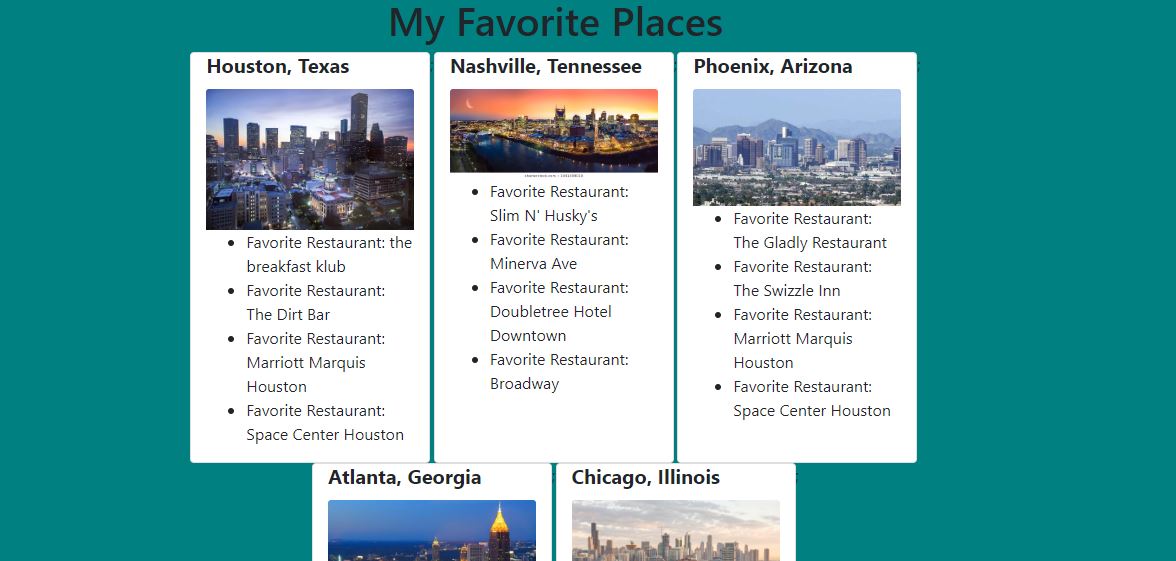 My Favorite Places
Houston, Texas
Favorite Restaurant: the
breakfast klub
Favorite Restaurant:
The Dirt Bar
Favorite Restaurant:
Marriott Marquis
Houston
Favorite Restaurant:
Space Center Houston
Nashville, Tennessee
Favorite Restaurant:
Slim N' Husky's
Favorite Restaurant:
Minerva Ave
Favorite Restaurant:
Doubletree Hotel
Downtown
Favorite Restaurant:
Broadway
Phoenix, Arizona
Favorite Restaurant:
The Gladly Restaurant
Favorite Restaurant:
The Swizzle Inn
Favorite Restaurant:
Marriott Marquis
Houston
Favorite Restaurant:
Space Center Houston
Atlanta, Georgia
Chicago, Illinois